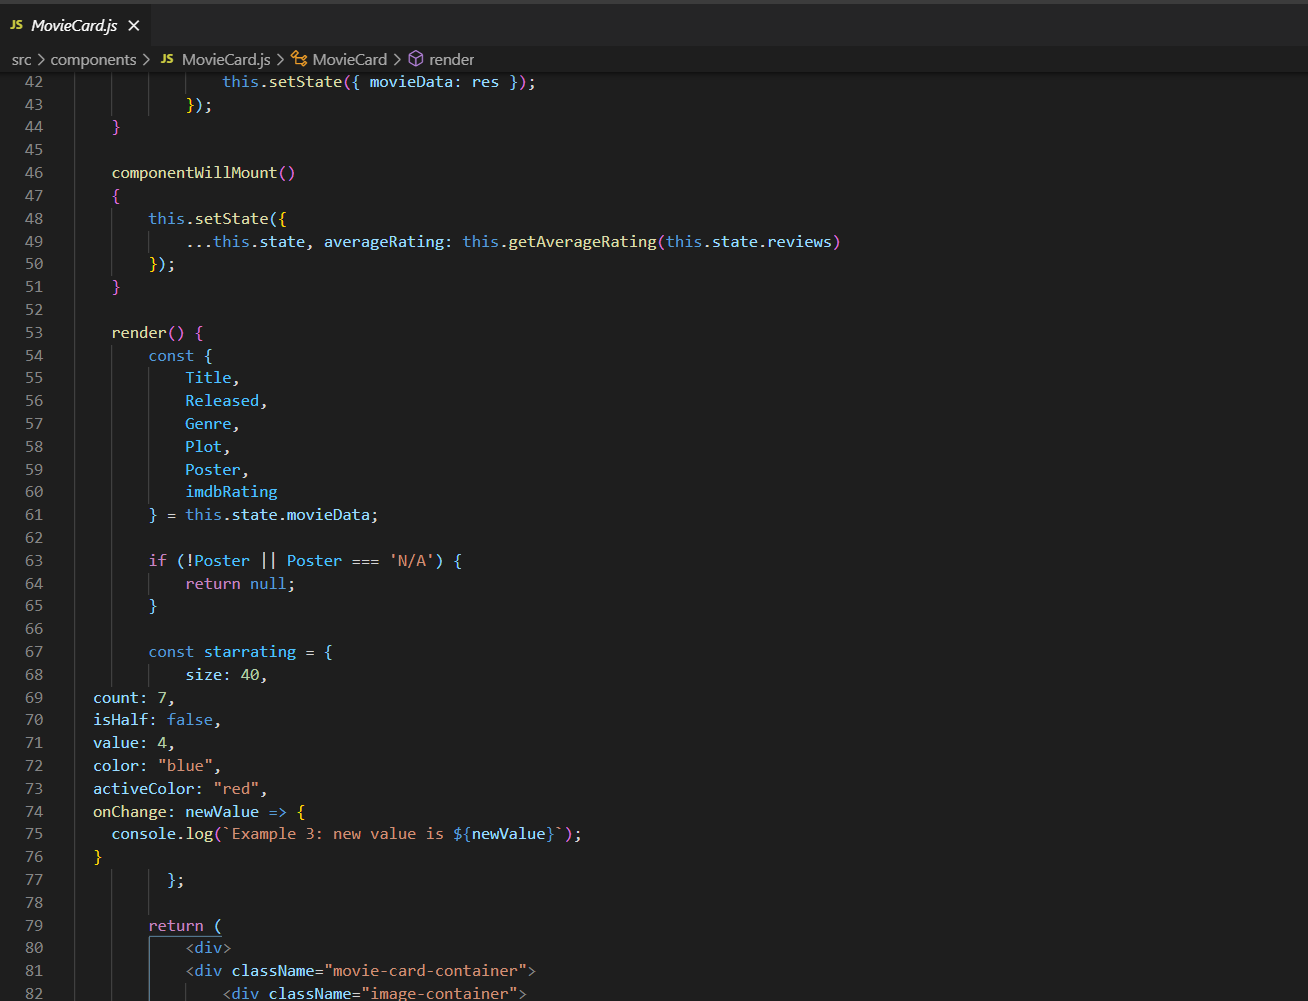 JS MovieCard.js ×
src > components > JS MovieCard.js > MovieCard > render
42 this.setState({ movieData: res });
43 });
44 }
45
46 componentWillMount()
47 {
48 this.setState({
49 ...this.state, averageRating: this.getAverageRating(this.state.reviews)
50 });
51 }
52
53 render() {
54 const {
55 Title,
56 Released,
57 Genre,
58 Plot,
59 Poster,
60 imdbRating
61 } = this.state.movieData;
62
63 if (!Poster || Poster === 'N/A') {
64 return null;
65 }
66
67 const starrating = {
68 size: 40,
69 count: 7,
70 isHalf: false,
71 value: 4,
72 color: "blue",
73 activeColor: "red",
74 onChange: newValue => {
75 console.log(`Example 3: new value is ${newValue}`);
76 }
77 };
78
79 return (
80 <div>
81 <div className="movie-card-container">
82 <div className="image-container">